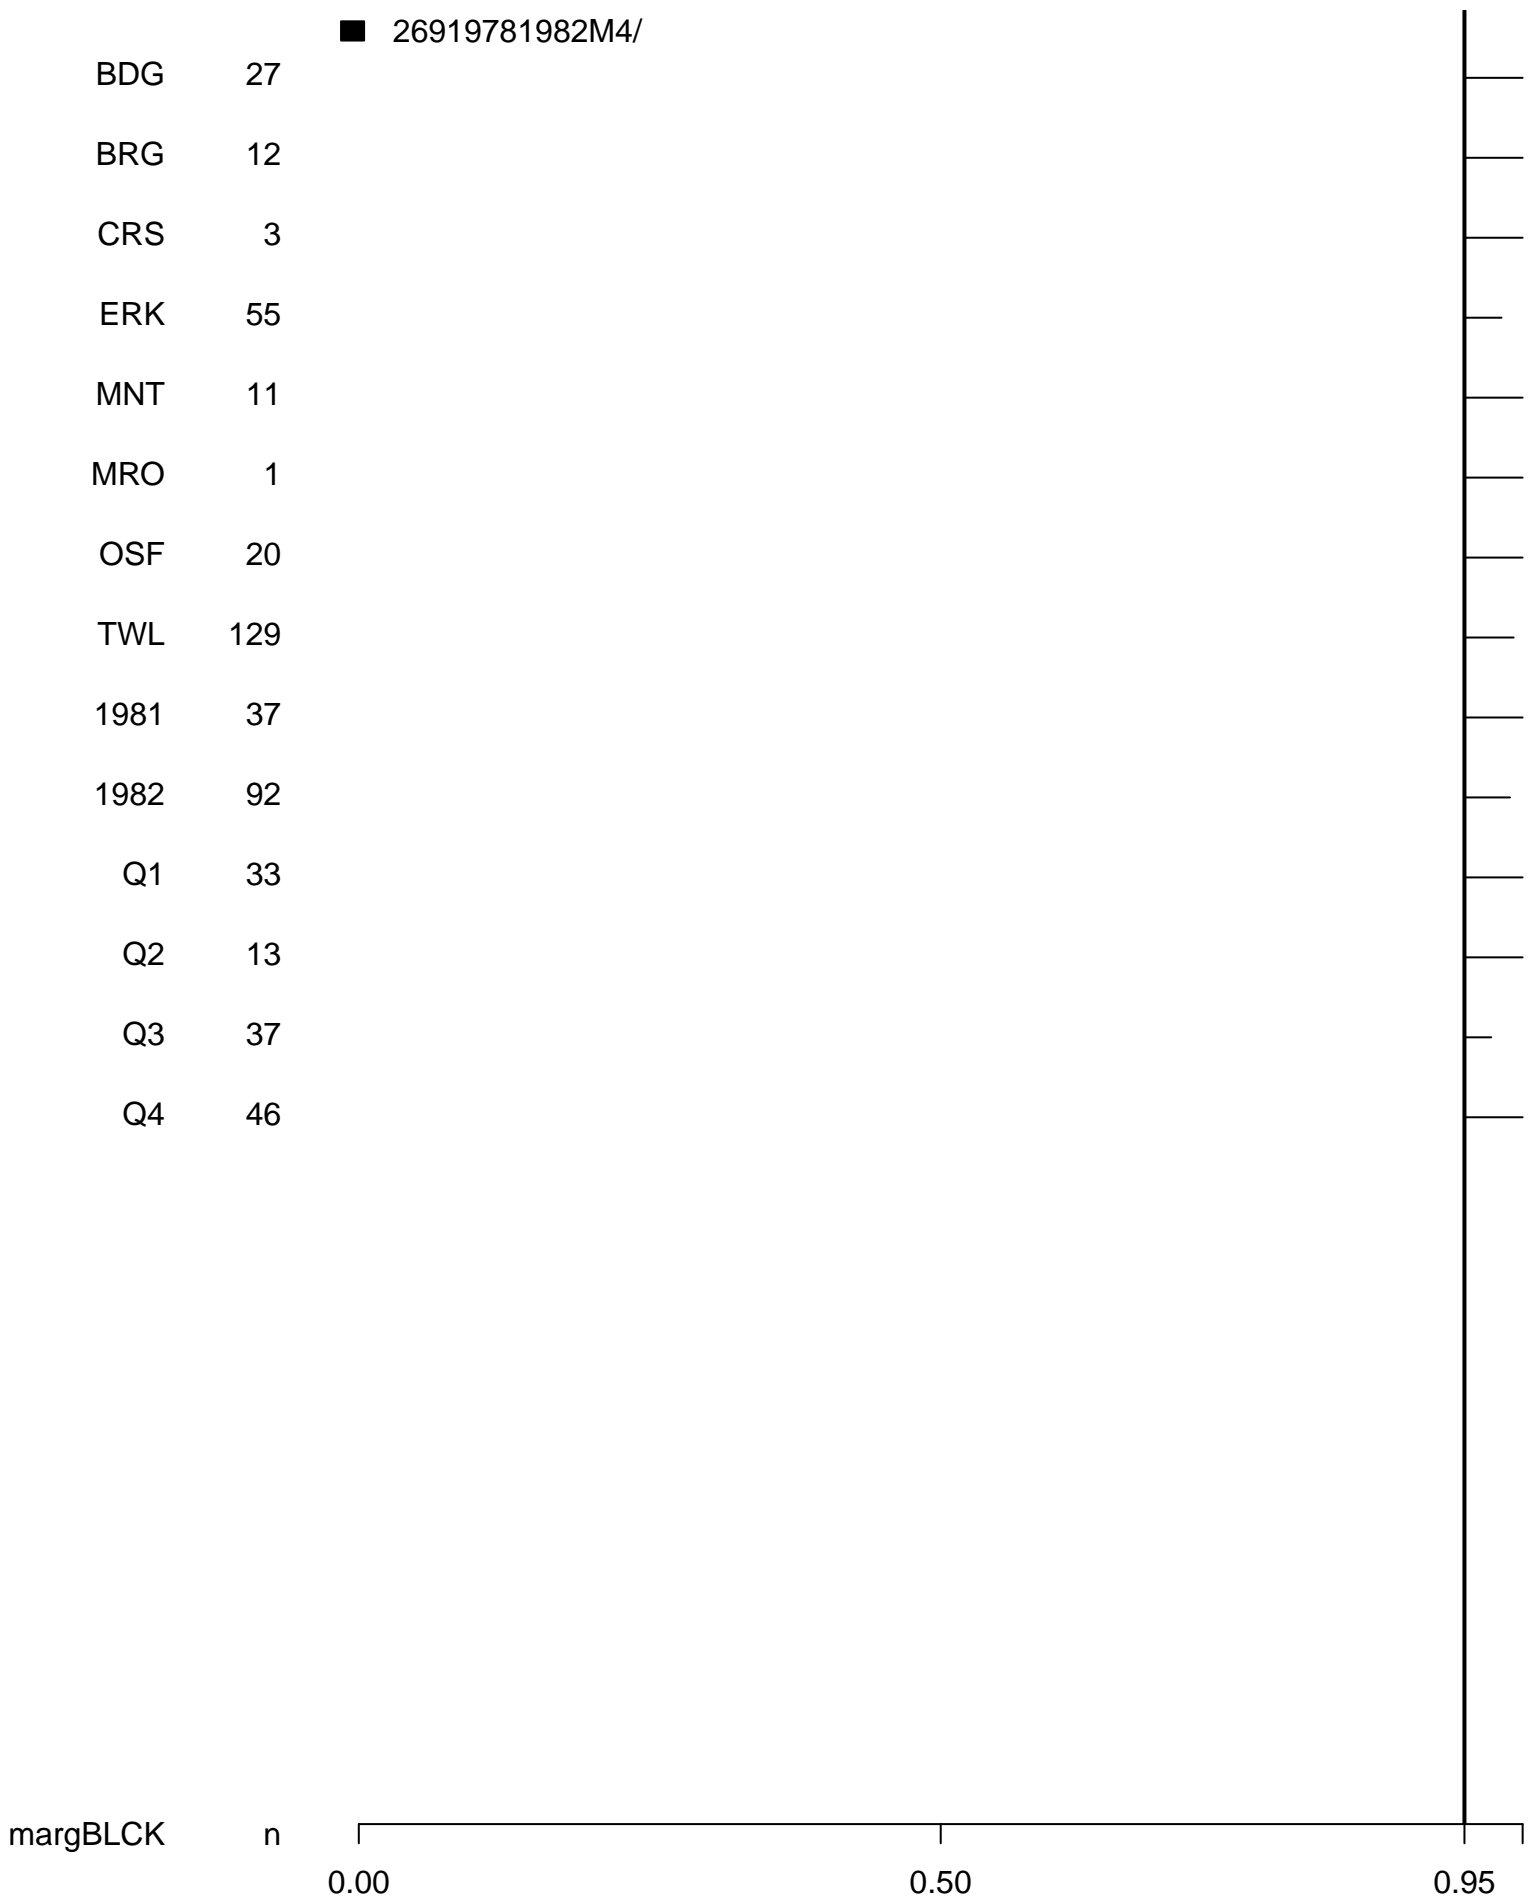 26919781982M4/
BDG 27
BRG 12
CRS 3
ERK 55
MNT 11
MRO 1
OSF 20
TWL 129
1981 37
1982 92
Q1 33
Q2 13
Q3 37
Q4 46
margBLCK n
0.00 0.50 0.95